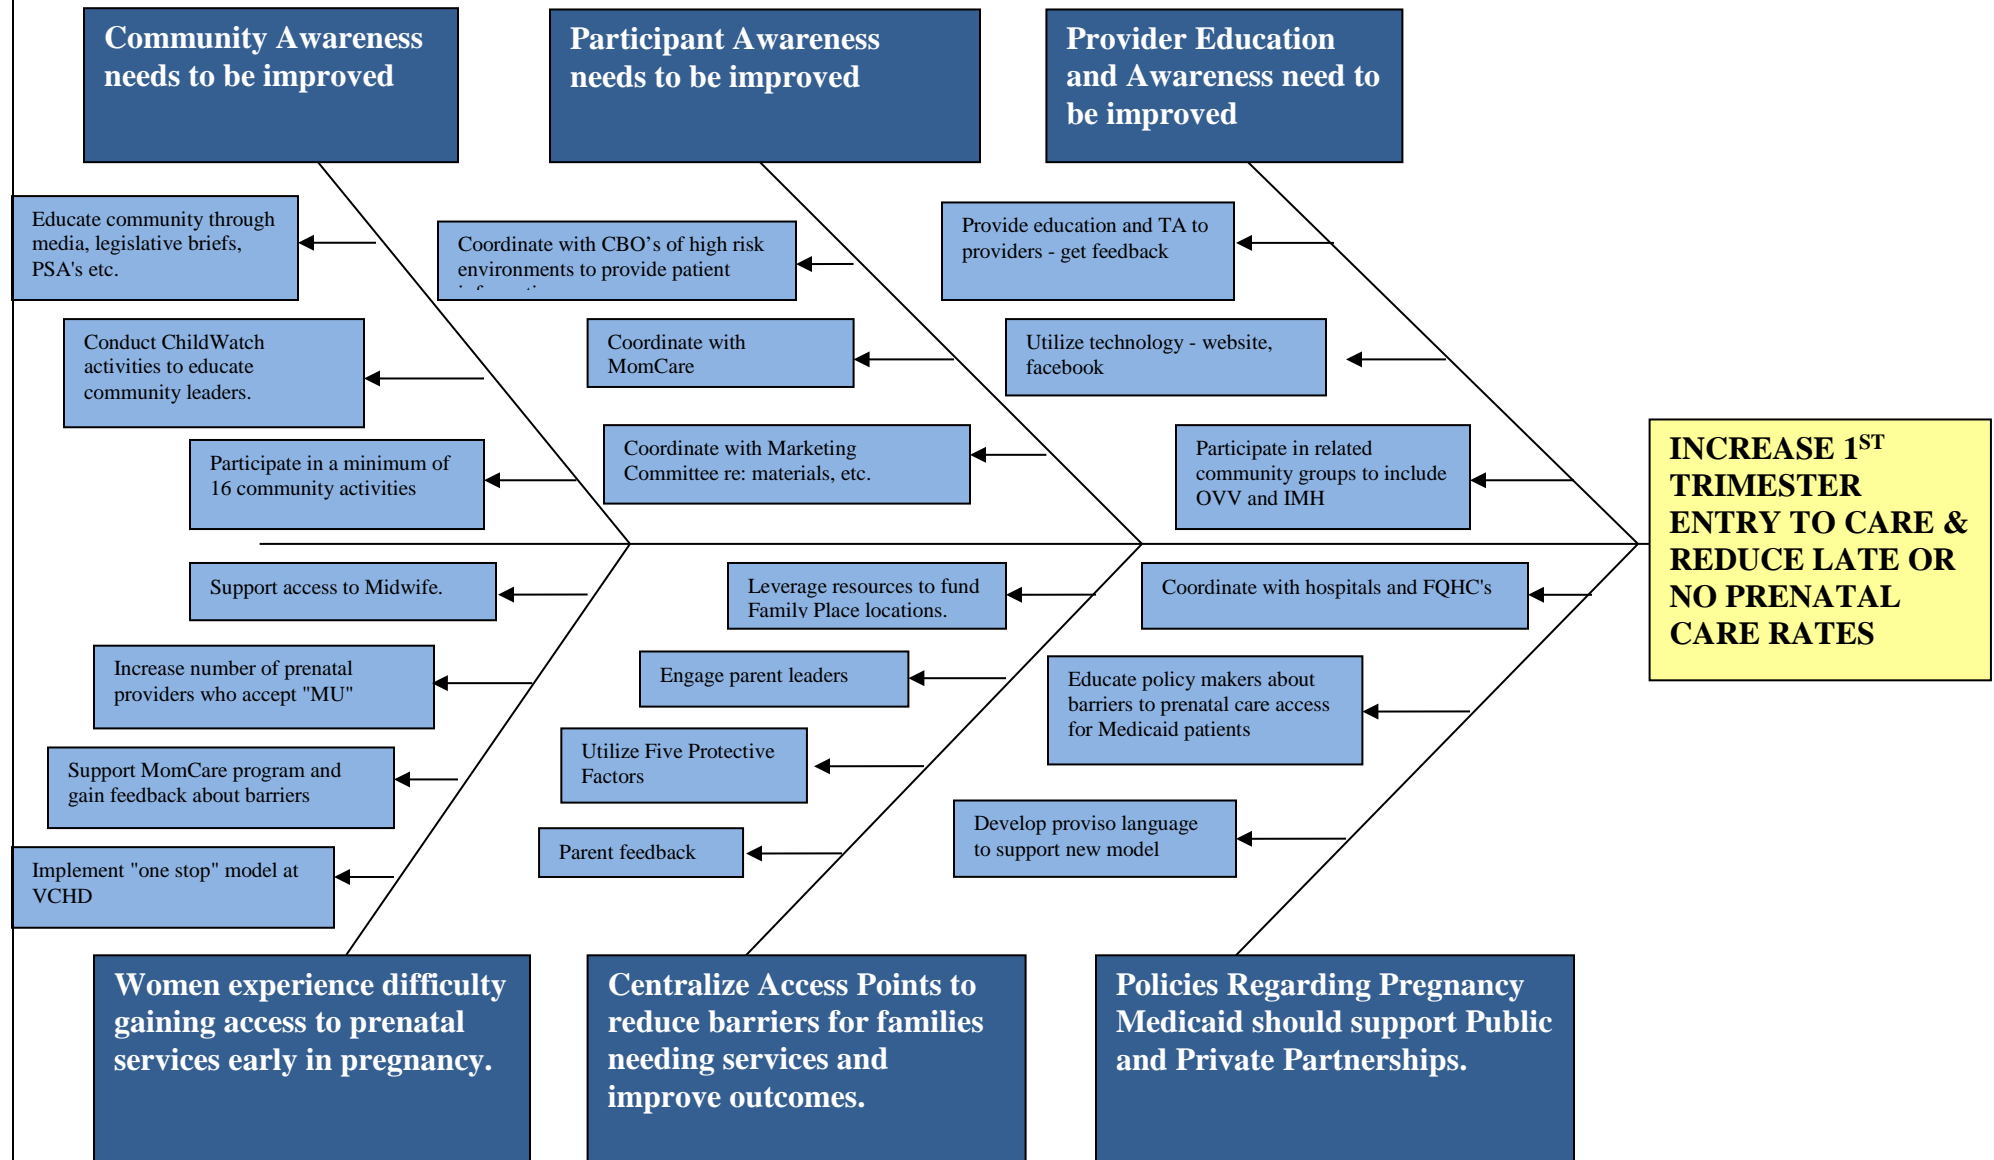 Community Awareness
needs to be improved
Participant Awareness
needs to be improved
Provider Education
and Awareness need to
be improved
Educate community through
media, legislative briefs,
PSA's etc.
Coordinate with CBO’s of high risk
environments to provide patient
Provide education and TA to
providers - get feedback
Conduct ChildWatch
activities to educate
community leaders.
Coordinate with
MomCare
Utilize technology - website,
facebook
Participate in a minimum of
16 community activities
Coordinate with Marketing
Committee re: materials, etc.
Participate in related
community groups to include
OVV and IMH
INCREASE 1ST
TRIMESTER
ENTRY TO CARE &
REDUCE LATE OR
NO PRENATAL
CARE RATES
Support access to Midwife.
Leverage resources to fund
Family Place locations.
Coordinate with hospitals and FQHC's
Increase number of prenatal
providers who accept "MU"
Engage parent leaders
Educate policy makers about
barriers to prenatal care access
for Medicaid patients
Support MomCare program and
gain feedback about barriers
Utilize Five Protective
Factors
Implement "one stop" model at
VCHD
Parent feedback
Develop proviso language
to support new model
Women experience difficulty
gaining access to prenatal
services early in pregnancy.
Centralize Access Points to
reduce barriers for families
needing services and
improve outcomes.
Policies Regarding Pregnancy
Medicaid should support Public
and Private Partnerships.